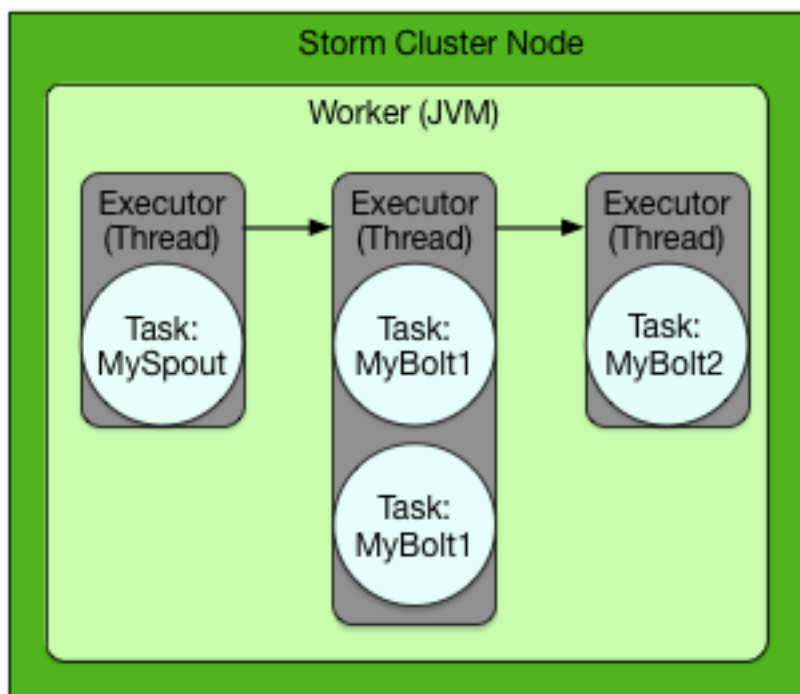 Storm Cluster Node
Worker (JVM)
Executor
(Thread)
Task:
MySpout
Executor
(Thread)
Task:
MyBolt1
Task:
MyBolt1
Executor
(Thread)
Task:
MyBolt2